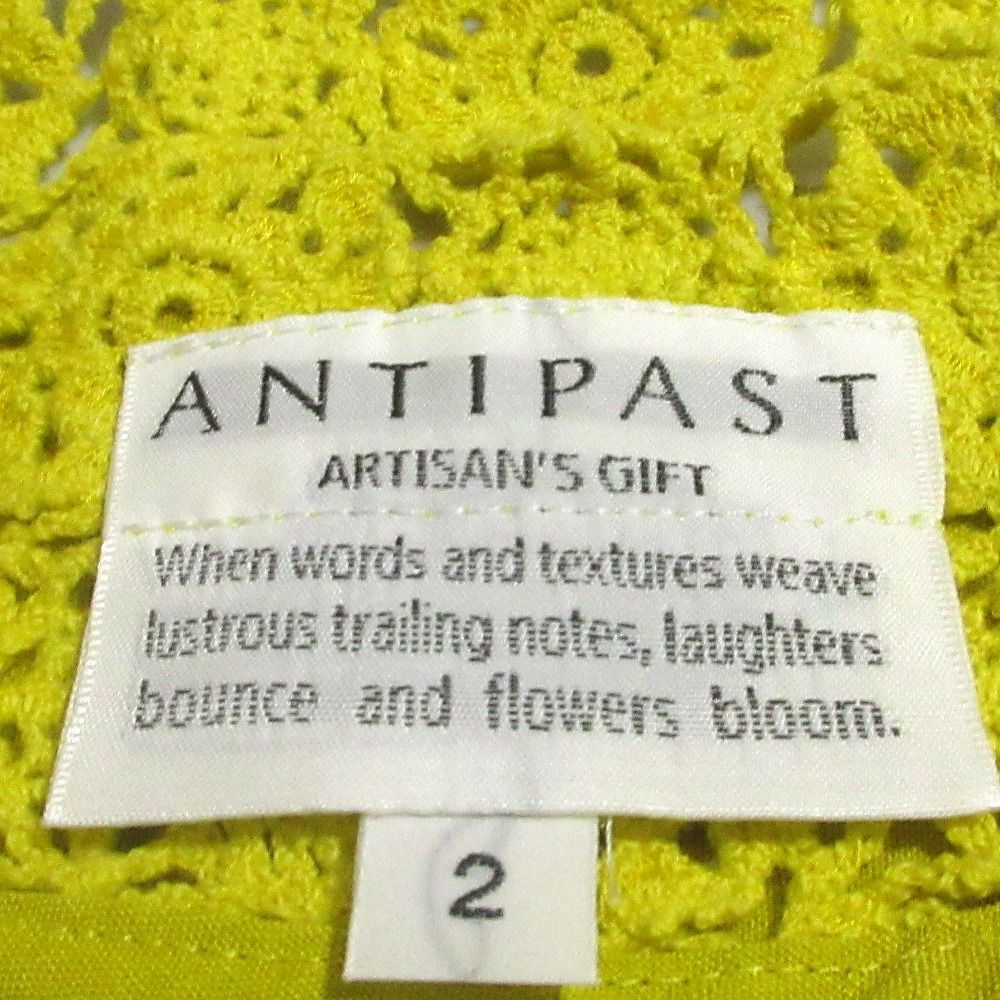 ANTIPAST
ARTISAN'S GIFT
When words and textures weave
lustrous trailing notes, laughters
bounce and flowers bloom.
2